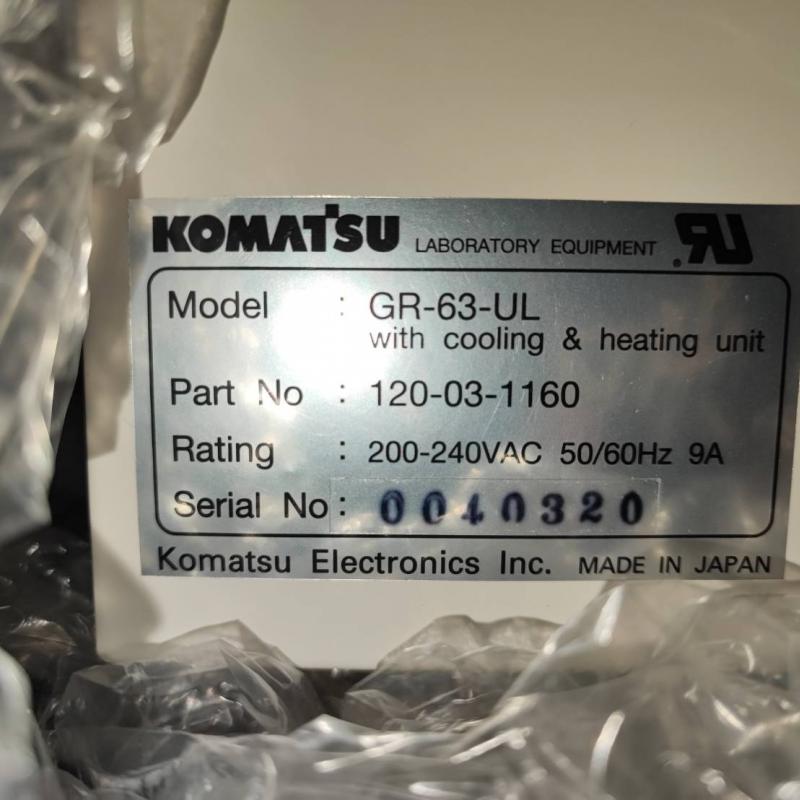 KOMATSU LABORATORY EQUIPMENT RU
Model : GR-63-UL
with cooling & heating unit
Part No : 120-03-1160
Rating : 200-240VAC 50/60Hz 9A
Serial No : 0040320
Komatsu Electronics Inc. MADE IN JAPAN